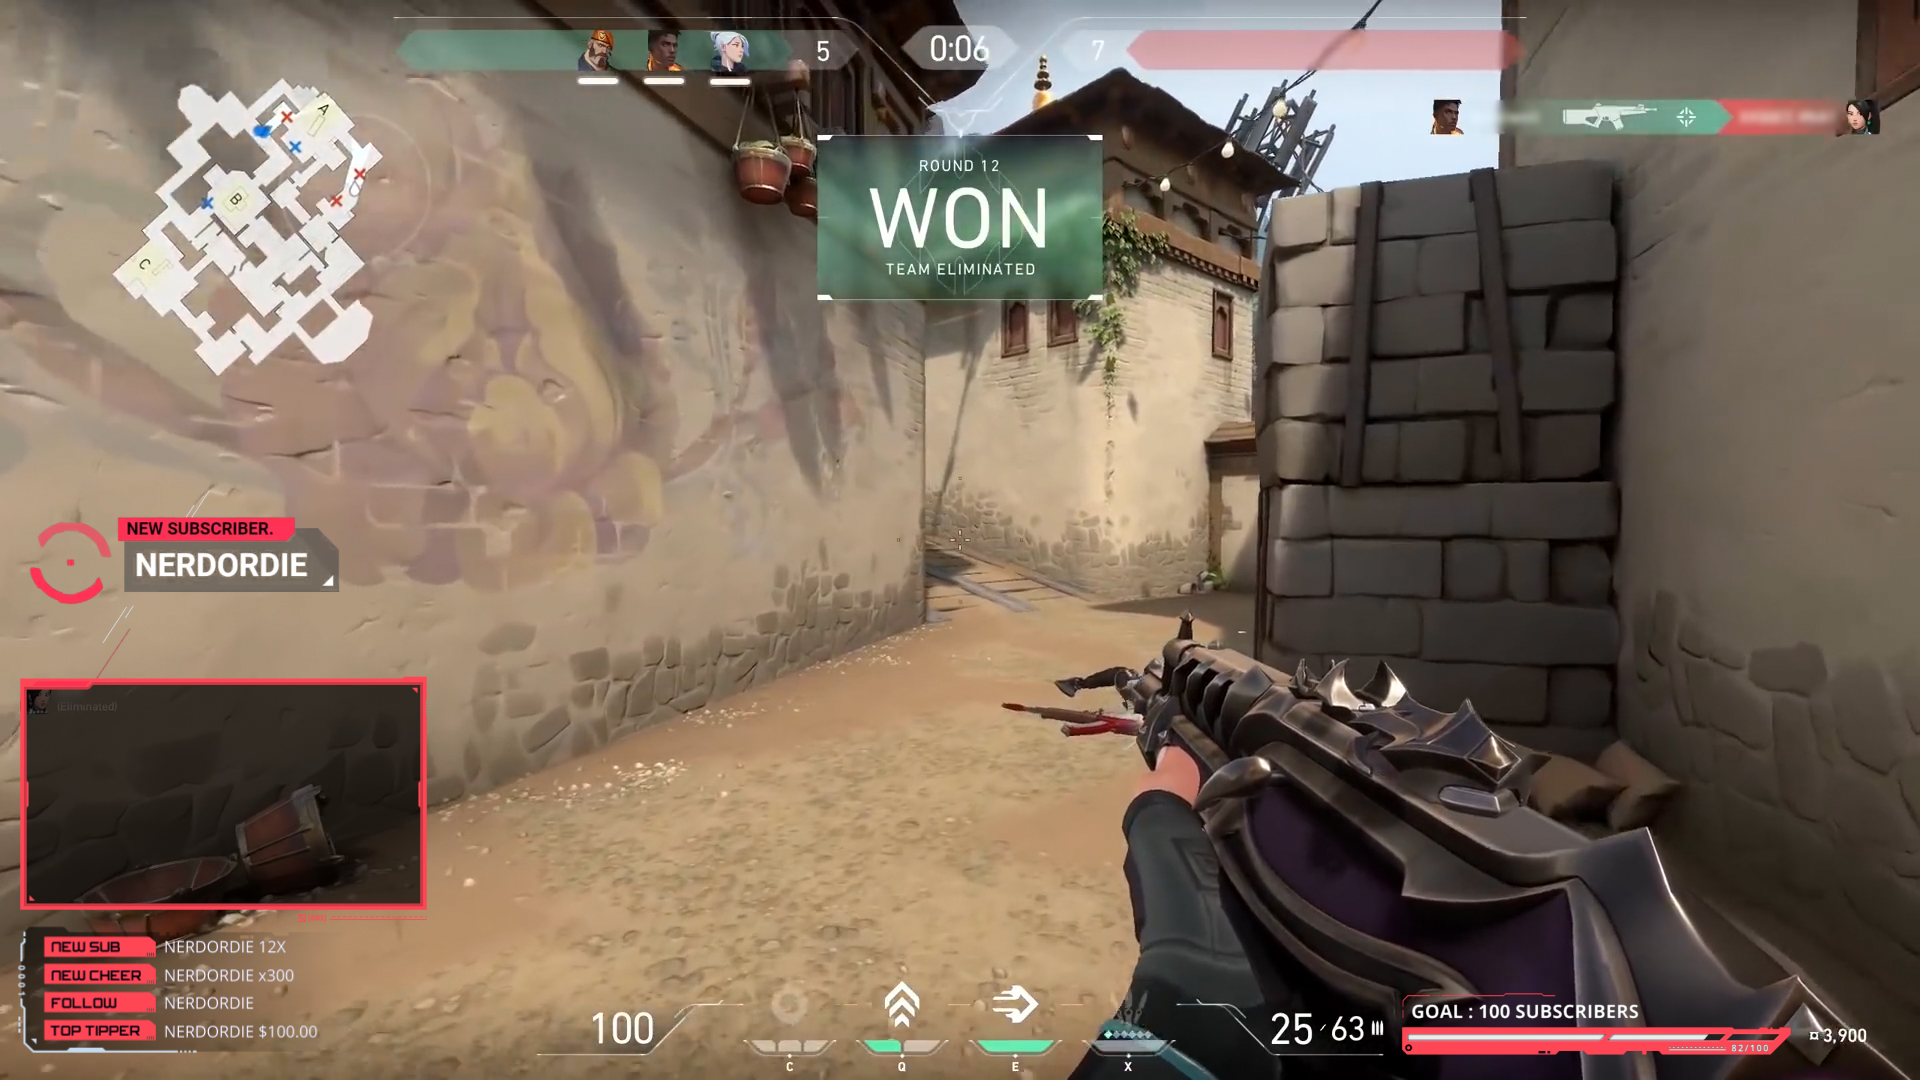 5
0:06
7
ROUND 12
WON
TEAM ELIMINATED
A
B
C
NEW SUBSCRIBER.
NERDORDIE
(Eliminated)
NEW SUB NERDORDIE 12X
NEW CHEER NERDORDIE x300
FOLLOW NERDORDIE
TOP TIPPER NERDORDIE $100.00
100
C
Q
E
X
25 / 63
GOAL : 100 SUBSCRIBERS
82/100
¤ 3,900